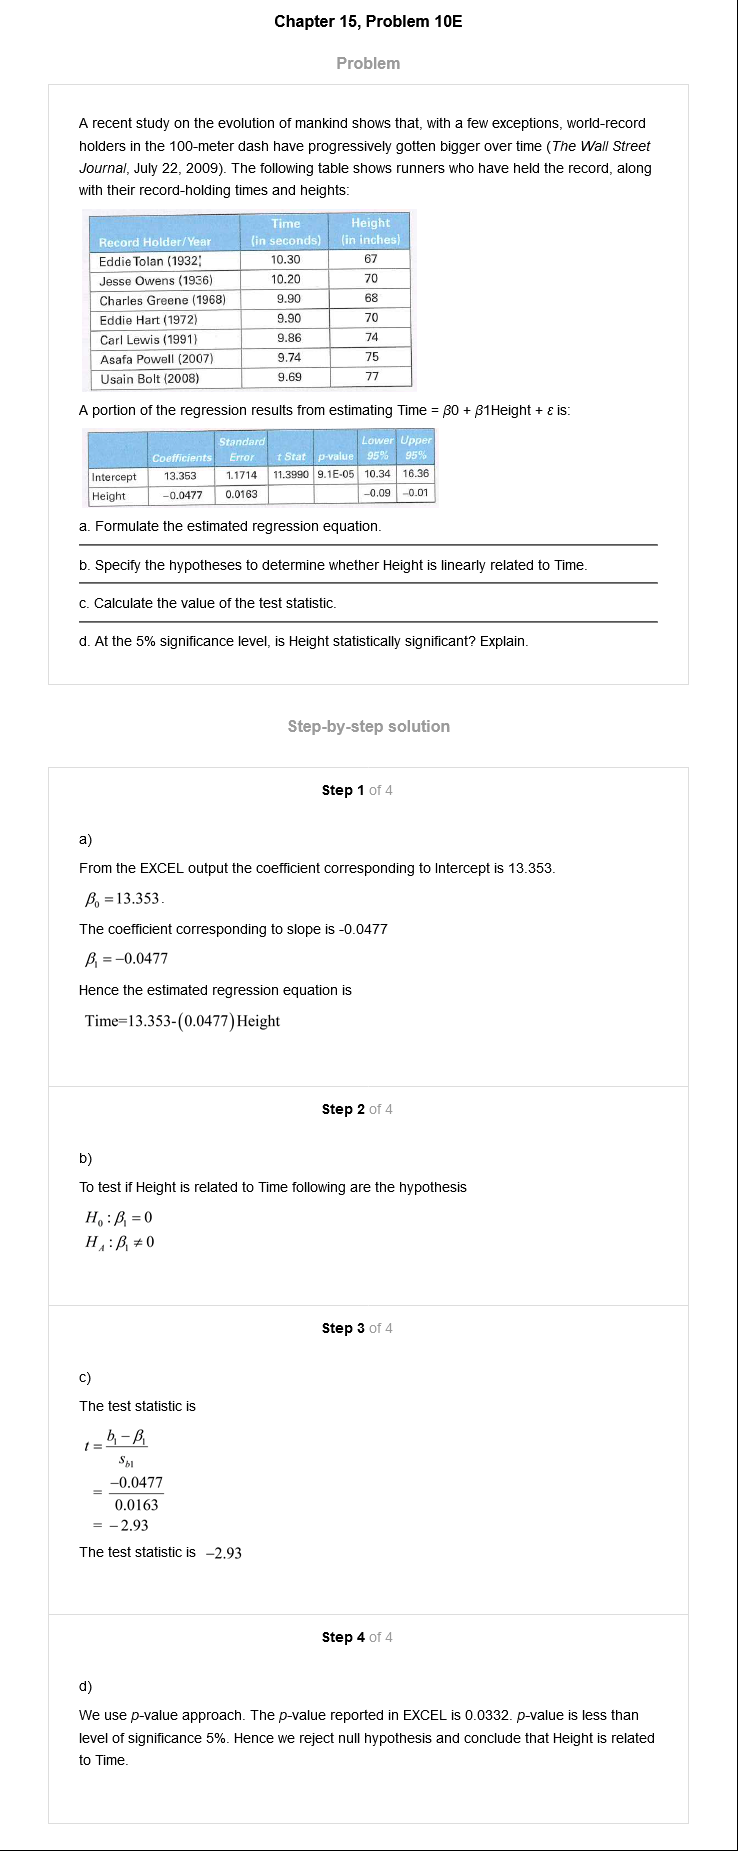 Chapter 15, Problem 10E
Problem
A recent study on the evolution of mankind shows that, with a few exceptions, world-record
holders in the 100-meter dash have progressively gotten bigger over time (The Wall Street
Journal, July 22, 2009). The following table shows runners who have held the record, along
with their record-holding times and heights:
Time Height
Record Holder/Year (in seconds) (in inches)
Eddie Tolan (1932) 10.30 67
Jesse Owens (1936) 10.20 70
Charles Greene (1968) 9.90 68
Eddie Hart (1972) 9.90 70
Carl Lewis (1991) 9.86 74
Asafa Powell (2007) 9.74 75
Usain Bolt (2008) 9.69 77
A portion of the regression results from estimating Time = β0 + β1Height + ε is:
Standard Lower Upper
Coefficients Error t Stat p-value 95% 95%
Intercept 13.353 1.1714 11.3990 9.1E-05 10.34 16.36
Height −0.0477 0.0163 −0.09 −0.01
a. Formulate the estimated regression equation.
b. Specify the hypotheses to determine whether Height is linearly related to Time.
c. Calculate the value of the test statistic.
d. At the 5% significance level, is Height statistically significant? Explain.
Step-by-step solution
Step 1 of 4
a)
From the EXCEL output the coefficient corresponding to Intercept is 13.353.
β₀ = 13.353.
The coefficient corresponding to slope is -0.0477
β₁ = −0.0477
Hence the estimated regression equation is
Time=13.353-(0.0477)Height
Step 2 of 4
b)
To test if Height is related to Time following are the hypothesis
H₀ : β₁ = 0
H_A : β₁ ≠ 0
Step 3 of 4
c)
The test statistic is
t = (b₁ − β₁) / s_b1
= −0.0477 / 0.0163
= −2.93
The test statistic is −2.93
Step 4 of 4
d)
We use p-value approach. The p-value reported in EXCEL is 0.0332. p-value is less than
level of significance 5%. Hence we reject null hypothesis and conclude that Height is related
to Time.